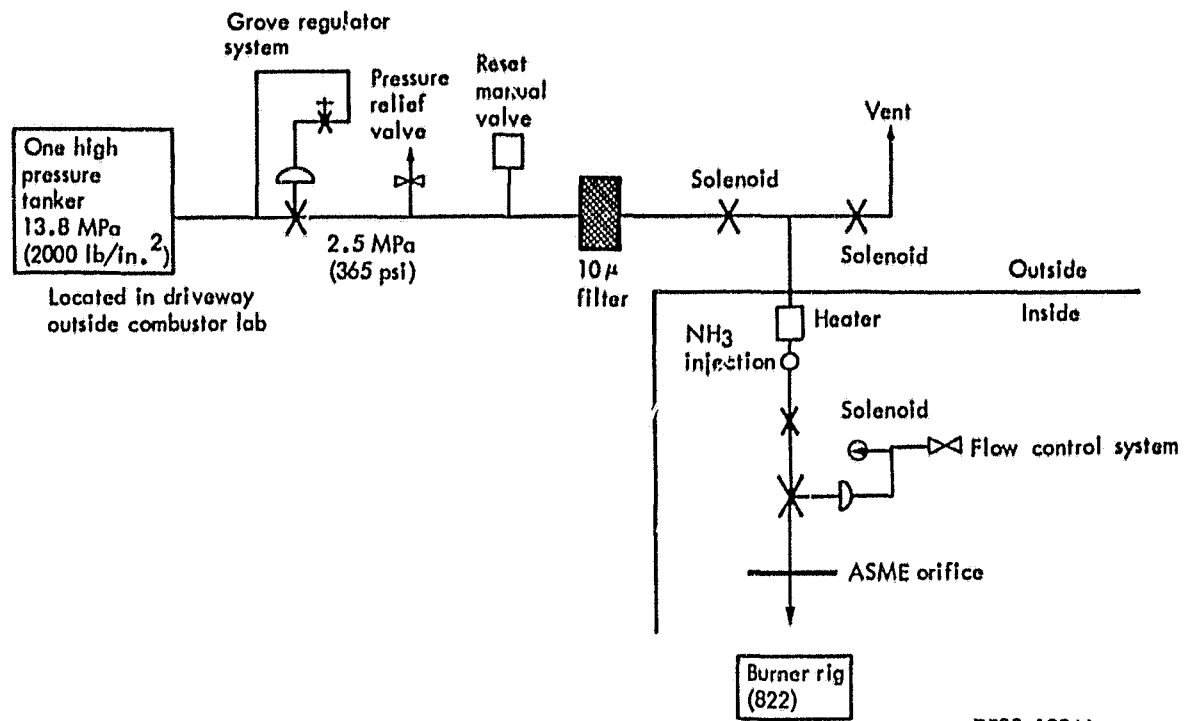 Grove regulator
system
Pressure
relief
valve
Reset
manual
valve
Vent
One high
pressure
tanker
13.8 MPa
(2000 lb/in.²)
Solenoid
2.5 MPa
(365 psi)
10 μ
filter
Solenoid
Located in driveway
outside combustor lab
Outside
Inside
Heater
NH3
injection
Solenoid
Flow control system
ASME orifice
Burner rig
(822)